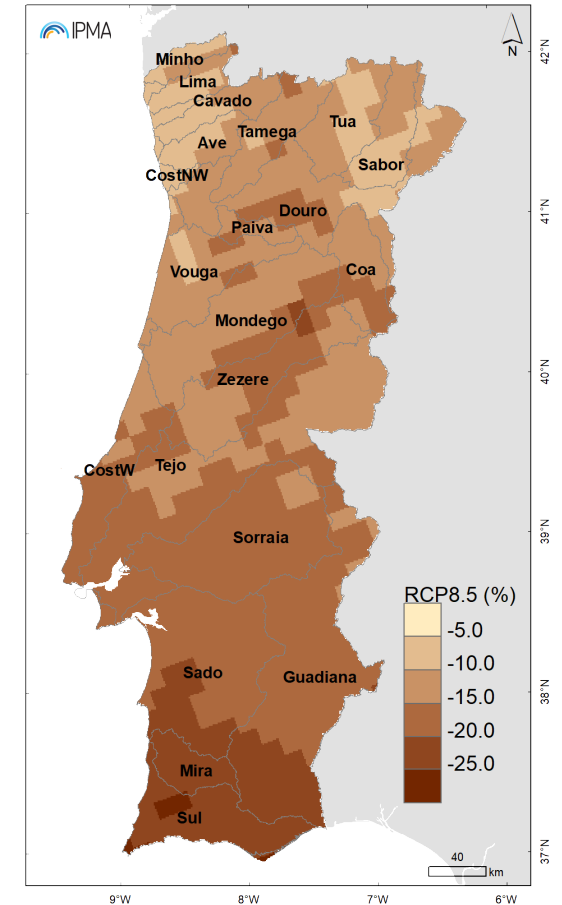 IPMA
N
Minho
Lima
Cavado
Ave
Tamega
Tua
Sabor
CostNW
Douro
Paiva
Vouga
Coa
Mondego
Zezere
CostW
Tejo
Sorraia
Sado
Guadiana
Mira
Sul
RCP8.5 (%)
-5.0
-10.0
-15.0
-20.0
-25.0
40
km
42°N
41°N
40°N
39°N
38°N
37°N
9°W
8°W
7°W
6°W